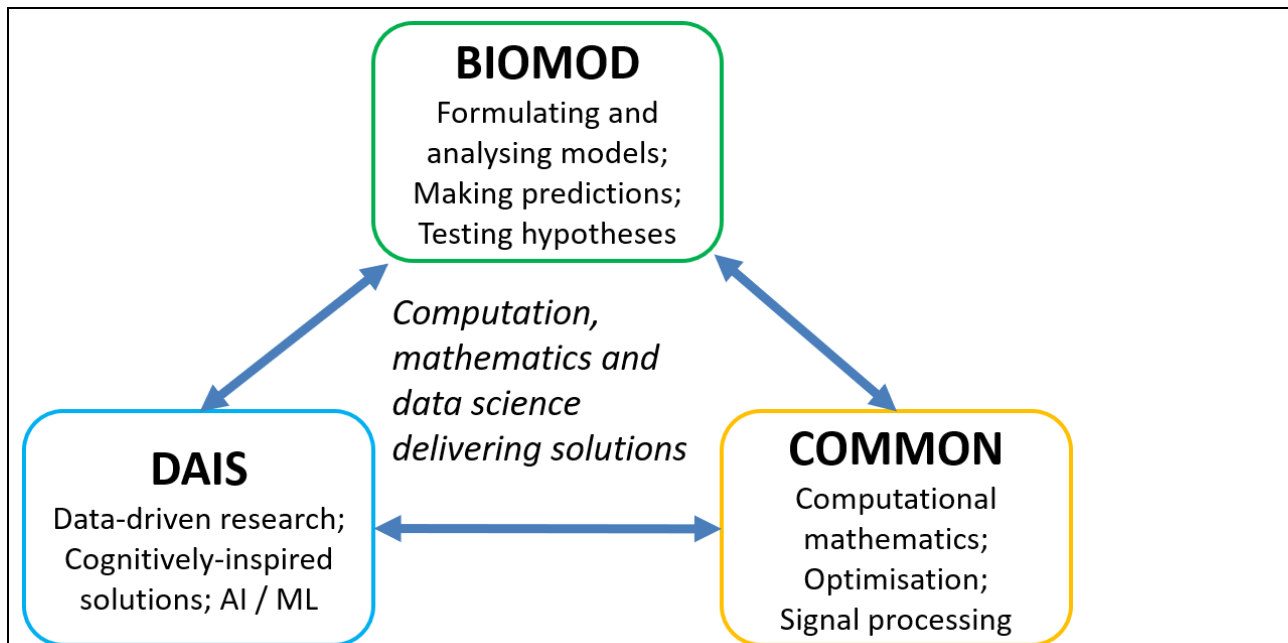 BIOMOD
Formulating and
analysing models;
Making predictions;
Testing hypotheses
Computation,
mathematics and
data science
delivering solutions
DAIS
Data-driven research;
Cognitively-inspired
solutions; AI / ML
COMMON
Computational
mathematics;
Optimisation;
Signal processing